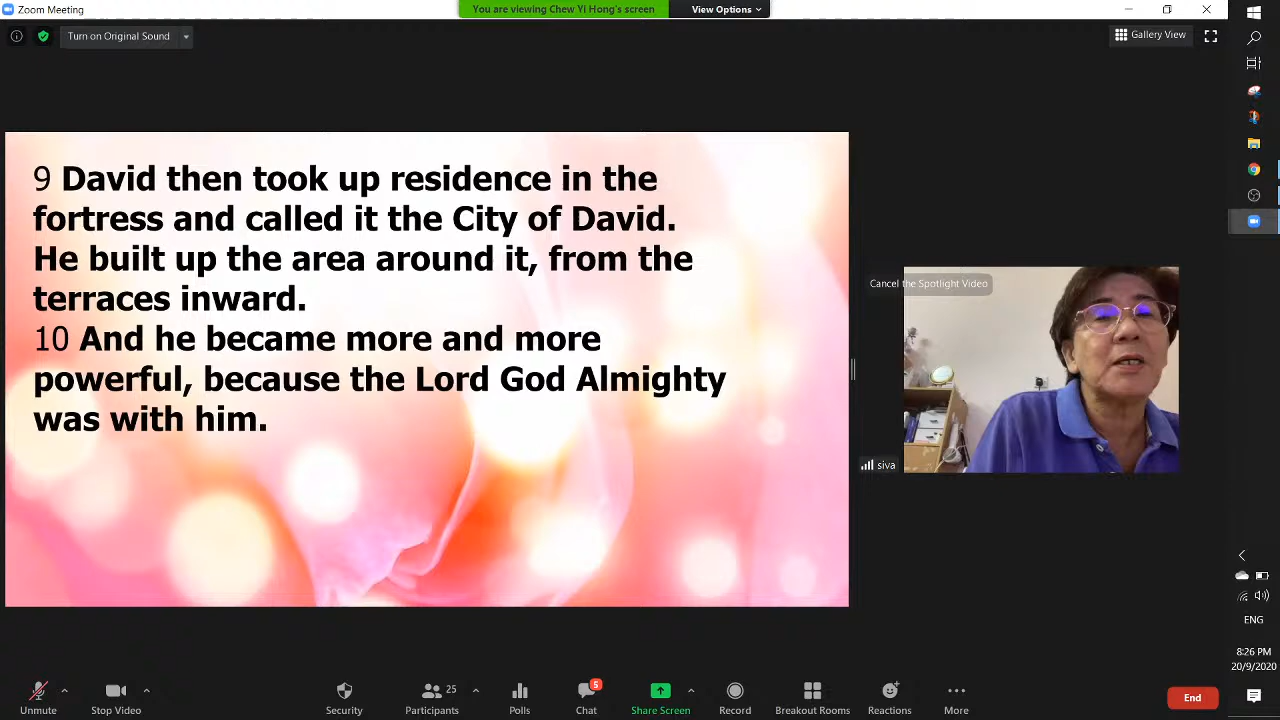 Zoom Meeting
You are viewing Chew Yi Hong's screen
View Options
Turn on Original Sound
Gallery View
9 David then took up residence in the
fortress and called it the City of David.
He built up the area around it, from the
terraces inward.
10 And he became more and more
powerful, because the Lord God Almighty
was with him.
Cancel the Spotlight Video
siva
ENG
8:26 PM
20/9/2020
Unmute
Stop Video
Security
25
Participants
Polls
5
Chat
Share Screen
Record
Breakout Rooms
Reactions
More
End